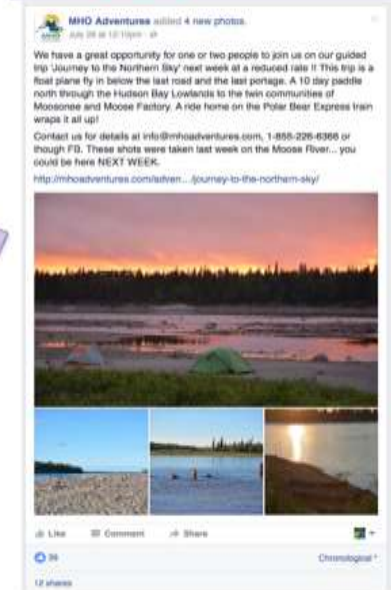 MHO Adventures added 4 new photos.
July 28 at 12:10pm
We have a great opportunity for one or two people to join us on our guided
trip 'Journey to the Northern Sky' next week at a reduced rate !! This trip is a
float plane fly in below the last road and the last portage. A 10 day paddle
north through the Hudson Bay Lowlands to the twin communities of
Moosonee and Moose Factory. A ride home on the Polar Bear Express train
wraps it all up!
Contact us for details at info@mhoadventures.com, 1-855-226-6366 or
though FB. These shots were taken last week on the Moose River... you
could be here NEXT WEEK.
http://mhoadventures.com/adven.../journey-to-the-northern-sky/
Like Comment Share
Chronological
12 shares